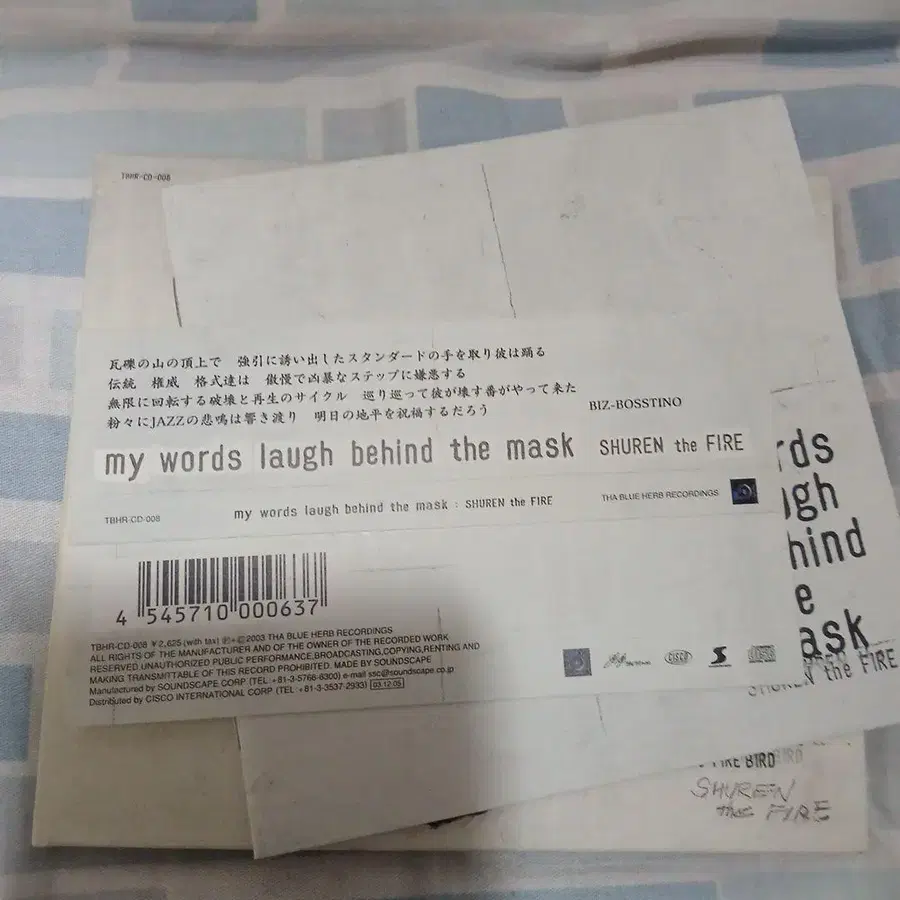 TBHR-CD-008
瓦礫の山の頂上で　強引に誘い出したスタンダードの手を取り彼は踊る
伝統　権威　格式達は　傲慢で凶暴なステップに嫌悪する
無限に回転する破壊と再生のサイクル　巡り巡って彼が壊す番がやって来た
粉々にJAZZの悲鳴は響き渡り　明日の地平を祝福するだろう
BIZ-BOSSTINO
my words laugh behind the mask SHUREN the FIRE
TBHR-CD-008
my words laugh behind the mask : SHUREN the FIRE
THA BLUE HERB RECORDINGS
4 545710 000637
TBHR-CD-008 ¥2,625 (with tax) ℗+© 2003 THA BLUE HERB RECORDINGS
ALL RIGHTS OF THE MANUFACTURER AND OF THE OWNER OF THE RECORDED WORK
RESERVED UNAUTHORIZED PUBLIC PERFORMANCE,BROADCASTING,COPYING,RENTING AND
MAKING TRANSMITTABLE OF THIS RECORD PROHIBITED. MADE BY SOUNDSCAPE
Manufactured by SOUNDSCAPE CORP (TEL +81-3-5766-6300) e-mail ssc@soundscape.co.jp
Distributed by CISCO INTERNATIONAL CORP (TEL +81-3-3537-2933) 03.12.05
CISCO
rds
ugh
hind
e
ask
SHUREN the FIRE
FIRE BIRD
SHUREN
the FIRE